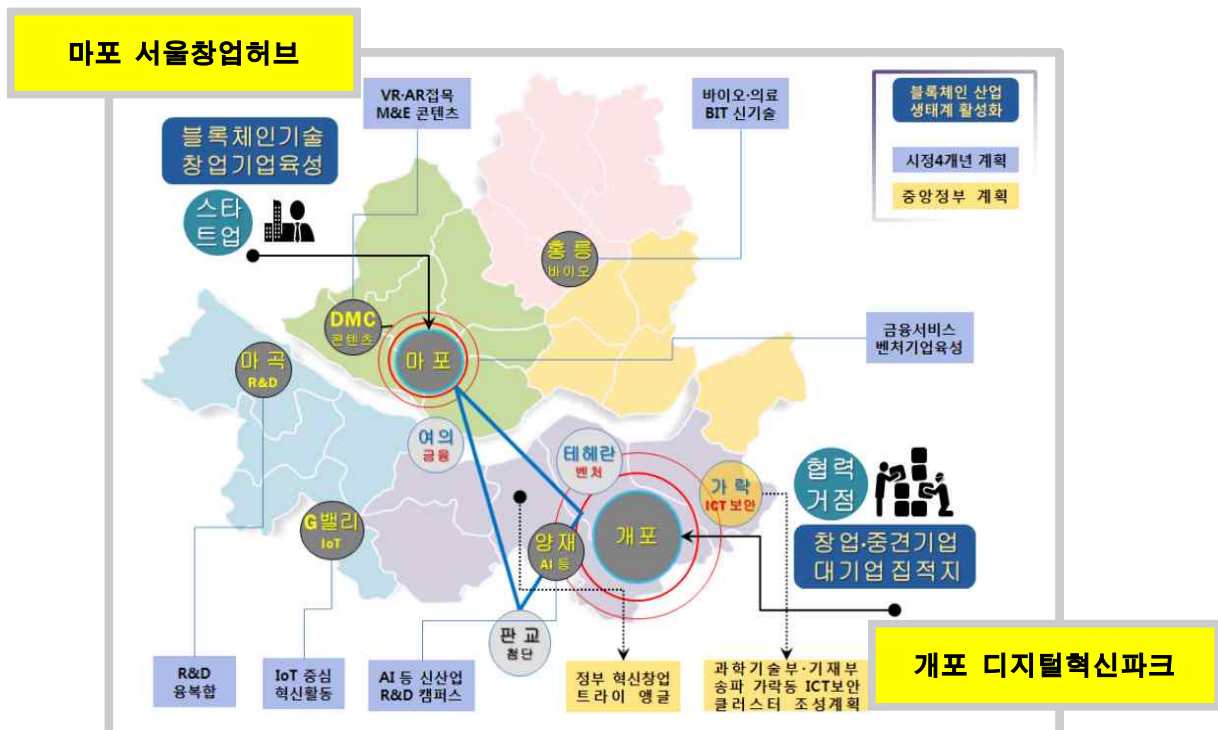 마포 서울창업허브
VR·AR접목
M&E 콘텐츠
바이오·의료
BIT 신기술
블록체인 산업
생태계 활성화
시정4개년 계획
중앙정부 계획
블록체인기술
창업기업육성
스타
트업
홍릉
바이오
DMC
콘텐츠
마포
금융서비스
벤처기업육성
마곡
R&D
여의
금융
테헤란
벤처
가락
ICT보안
협력
거점
G밸리
IoT
양재
AI 등
개포
창업·중견기업
대기업집적지
판교
첨단
R&D
융복합
IoT 중심
혁신활동
AI 등 신산업
R&D 캠퍼스
정부 혁신창업
트라이 앵글
과학기술부·기재부
송파 가락동 ICT보안
클러스터 조성계획
개포 디지털혁신파크